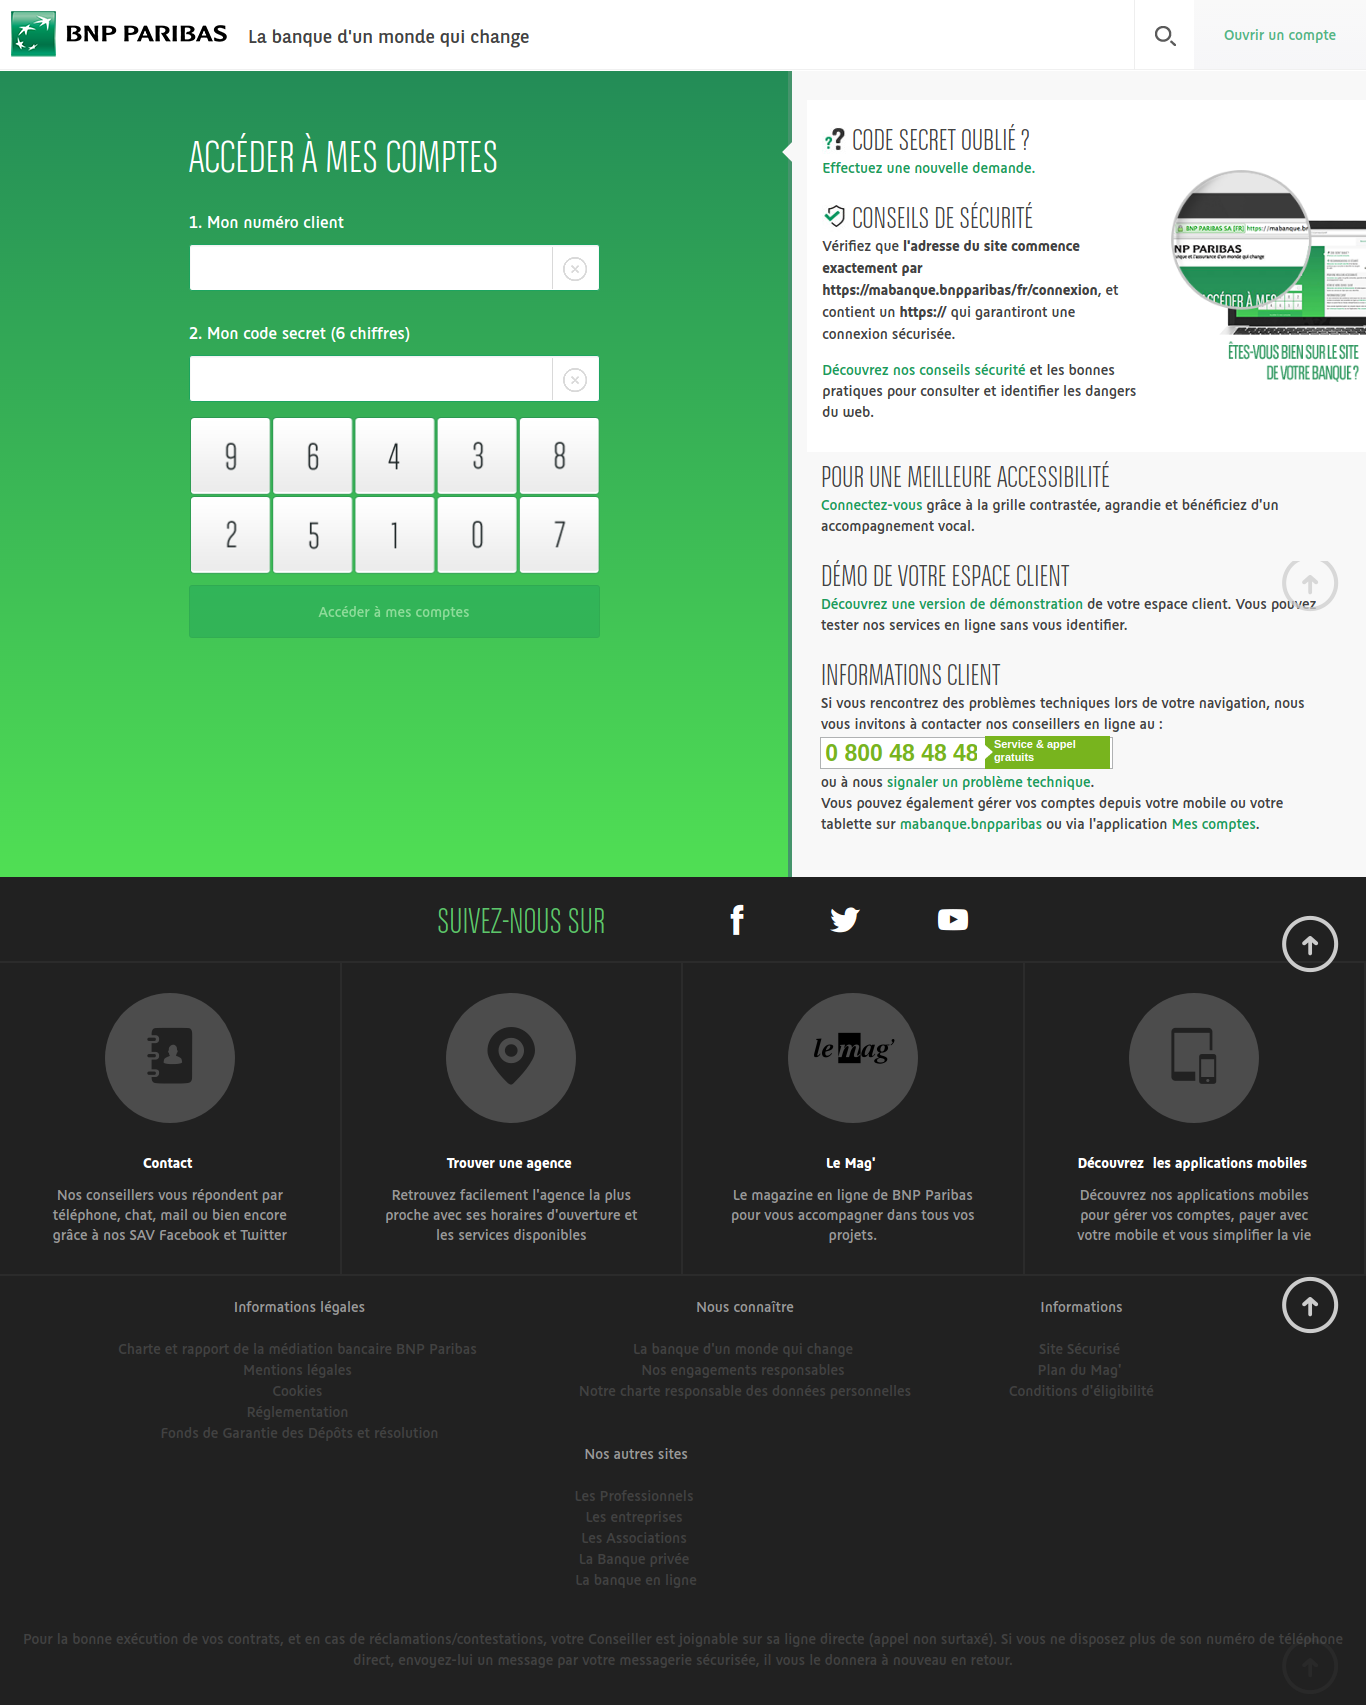 BNP PARIBAS
La banque d'un monde qui change
Ouvrir un compte
ACCÉDER À MES COMPTES
1. Mon numéro client
2. Mon code secret (6 chiffres)
9 6 4 3 8
2 5 1 0 7
Accéder à mes comptes
?? CODE SECRET OUBLIÉ ?
Effectuez une nouvelle demande.
CONSEILS DE SÉCURITÉ
Vérifiez que l'adresse du site commence
exactement par
https://mabanque.bnpparibas/fr/connexion, et
contient un https:// qui garantiront une
connexion sécurisée.
Découvrez nos conseils sécurité et les bonnes
pratiques pour consulter et identifier les dangers
du web.
BNP PARIBAS SA [FR] https://mabanque.br
NP PARIBAS
nque et l'assurance d'un monde qui change
CCÉDER À MES
ÊTES-VOUS BIEN SUR LE SITE
DE VOTRE BANQUE?
POUR UNE MEILLEURE ACCESSIBILITÉ
Connectez-vous grâce à la grille contrastée, agrandie et bénéficiez d'un
accompagnement vocal.
DÉMO DE VOTRE ESPACE CLIENT
Découvrez une version de démonstration de votre espace client. Vous pouvez
tester nos services en ligne sans vous identifier.
INFORMATIONS CLIENT
Si vous rencontrez des problèmes techniques lors de votre navigation, nous
vous invitons à contacter nos conseillers en ligne au :
0 800 48 48 48
Service & appel
gratuits
ou à nous signaler un problème technique.
Vous pouvez également gérer vos comptes depuis votre mobile ou votre
tablette sur mabanque.bnpparibas ou via l'application Mes comptes.
SUIVEZ-NOUS SUR
le mag'
Contact
Nos conseillers vous répondent par
téléphone, chat, mail ou bien encore
grâce à nos SAV Facebook et Twitter
Trouver une agence
Retrouvez facilement l'agence la plus
proche avec ses horaires d'ouverture et
les services disponibles
Le Mag'
Le magazine en ligne de BNP Paribas
pour vous accompagner dans tous vos
projets.
Découvrez les applications mobiles
Découvrez nos applications mobiles
pour gérer vos comptes, payer avec
votre mobile et vous simplifier la vie
Informations légales
Charte et rapport de la médiation bancaire BNP Paribas
Mentions légales
Cookies
Réglementation
Fonds de Garantie des Dépôts et résolution
Nous connaître
La banque d'un monde qui change
Nos engagements responsables
Notre charte responsable des données personnelles
Informations
Site Sécurisé
Plan du Mag'
Conditions d'éligibilité
Nos autres sites
Les Professionnels
Les entreprises
Les Associations
La Banque privée
La banque en ligne
Pour la bonne exécution de vos contrats, et en cas de réclamations/contestations, votre Conseiller est joignable sur sa ligne directe (appel non surtaxé). Si vous ne disposez plus de son numéro de téléphone
direct, envoyez-lui un message par votre messagerie sécurisée, il vous le donnera à nouveau en retour.